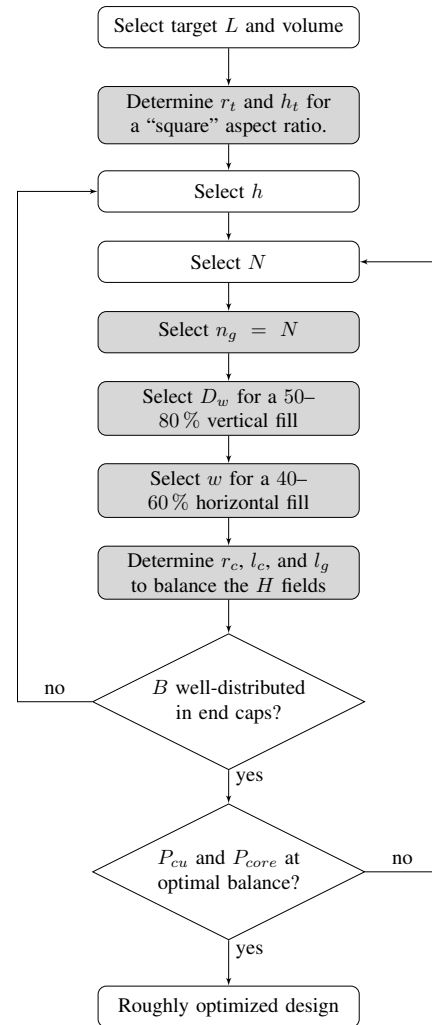 Select target L and volume
Determine r_t and h_t for
a “square” aspect ratio.
Select h
Select N
Select n_g = N
Select D_w for a 50–
80 % vertical fill
Select w for a 40–
60 % horizontal fill
Determine r_c, l_c, and l_g
to balance the H fields
B well-distributed
in end caps?
no
yes
P_cu and P_core at
optimal balance?
no
yes
Roughly optimized design